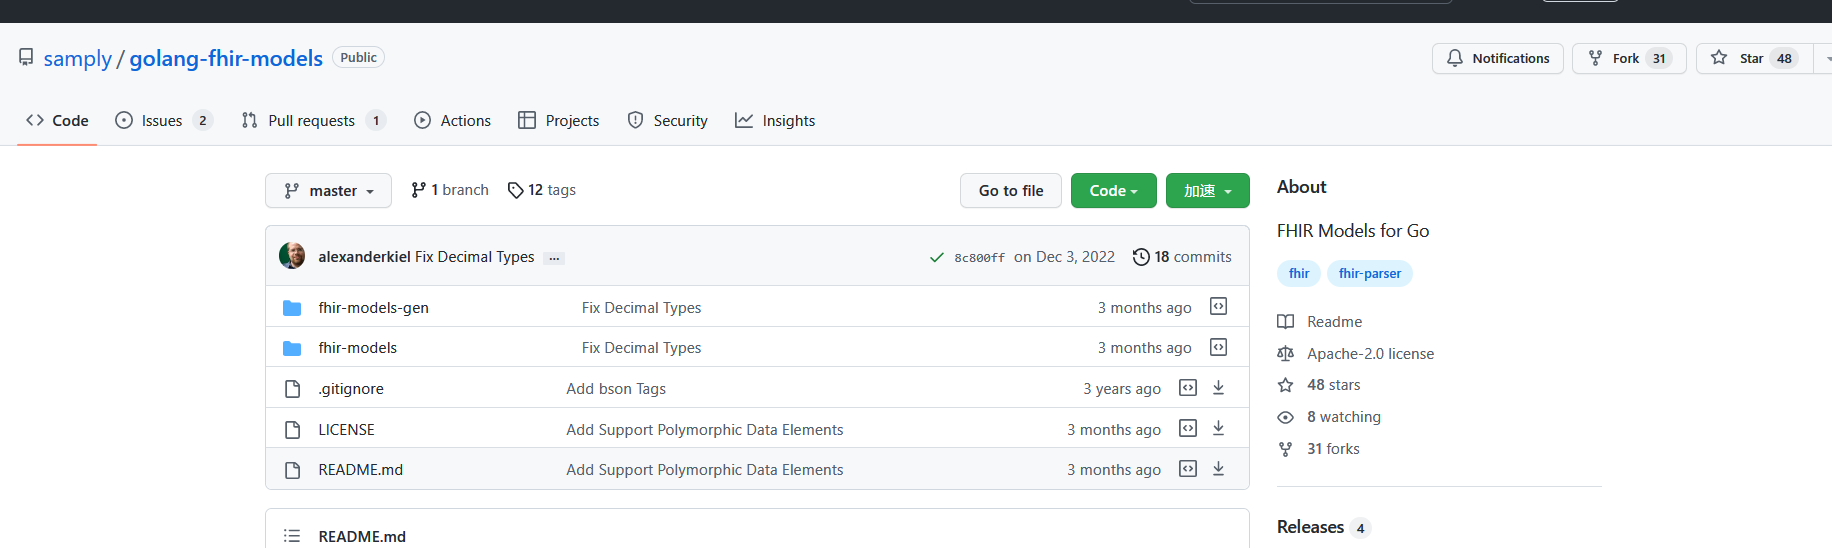 samply / golang-fhir-models Public Notifications Fork 31 Star 48
Code Issues 2 Pull requests 1 Actions Projects Security Insights
master 1 branch 12 tags Go to file Code 加速
alexanderkiel Fix Decimal Types ... 8c800ff on Dec 3, 2022 18 commits
fhir-models-gen Fix Decimal Types 3 months ago
fhir-models Fix Decimal Types 3 months ago
.gitignore Add bson Tags 3 years ago
LICENSE Add Support Polymorphic Data Elements 3 months ago
README.md Add Support Polymorphic Data Elements 3 months ago
README.md
About
FHIR Models for Go
fhir fhir-parser
Readme
Apache-2.0 license
48 stars
8 watching
31 forks
Releases 4